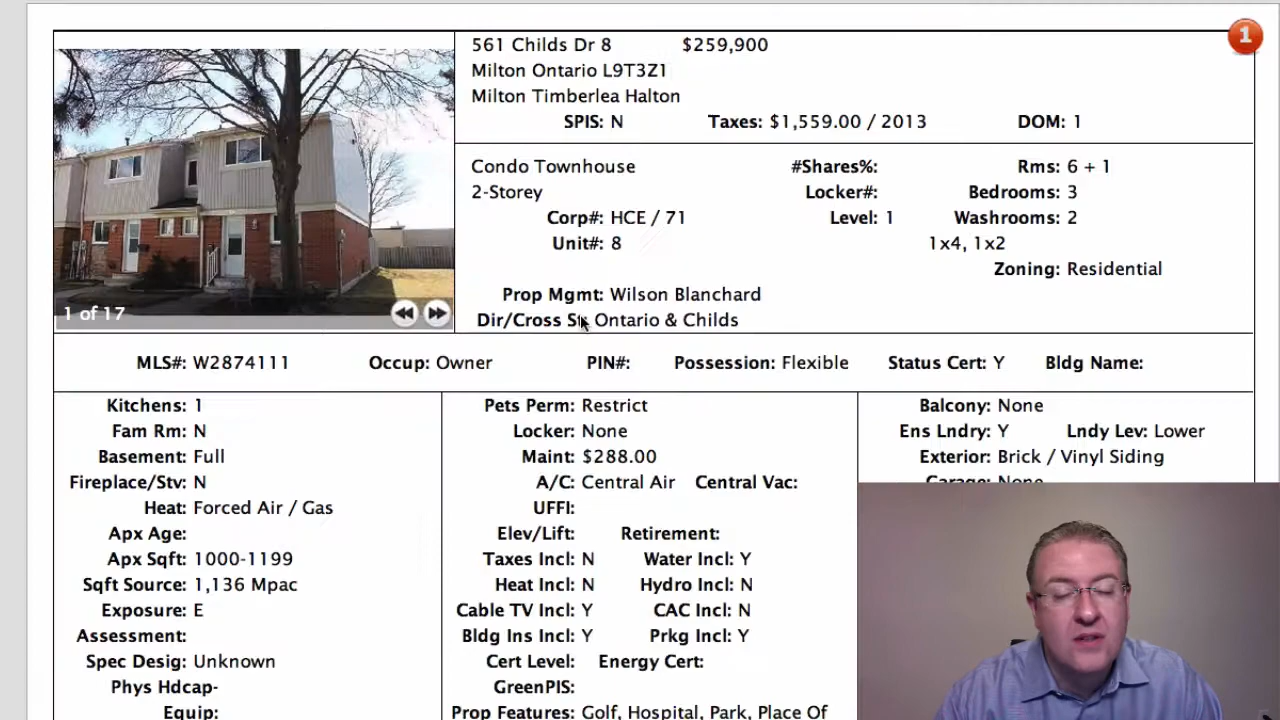 1
561 Childs Dr 8 $259,900
Milton Ontario L9T3Z1
Milton Timberlea Halton
SPIS: N Taxes: $1,559.00 / 2013 DOM: 1
Condo Townhouse #Shares%: Rms: 6 + 1
2-Storey Locker#: Bedrooms: 3
Corp#: HCE / 71 Level: 1 Washrooms: 2
Unit#: 8 1x4, 1x2
Zoning: Residential
Prop Mgmt: Wilson Blanchard
1 of 17
Dir/Cross St: Ontario & Childs
MLS#: W2874111 Occup: Owner PIN#: Possession: Flexible Status Cert: Y Bldg Name:
Kitchens: 1 Pets Perm: Restrict Balcony: None
Fam Rm: N Locker: None Ens Lndry: Y Lndy Lev: Lower
Basement: Full Maint: $288.00 Exterior: Brick / Vinyl Siding
Fireplace/Stv: N A/C: Central Air Central Vac: Garage: None
Heat: Forced Air / Gas UFFI:
Apx Age: Elev/Lift: Retirement:
Apx Sqft: 1000-1199 Taxes Incl: N Water Incl: Y
Sqft Source: 1,136 Mpac Heat Incl: N Hydro Incl: N
Exposure: E Cable TV Incl: Y CAC Incl: N
Assessment: Bldg Ins Incl: Y Prkg Incl: Y
Spec Desig: Unknown Cert Level: Energy Cert:
Phys Hdcap- GreenPIS:
Equip: Prop Features: Golf, Hospital, Park, Place Of